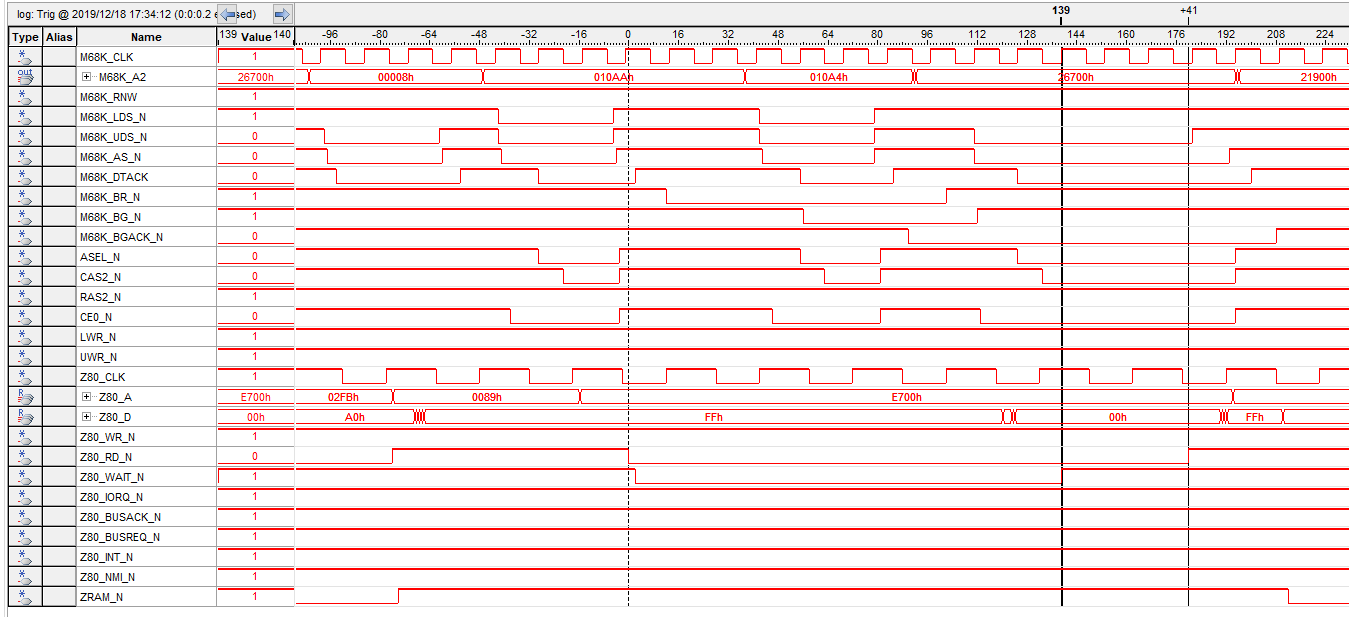 log: Trig @ 2019/12/18 17:34:12 (0:0:0.2 sed) 139 +41
Type Alias Name 139 Value 140 -96 -80 -64 -48 -32 -16 0 16 32 48 64 80 96 112 128 144 160 176 192 208 224
M68K_CLK 1
M68K_A2 26700h 00008h 010AAh 010A4h 26700h 21900h
M68K_RNW 1
M68K_LDS_N 1
M68K_UDS_N 0
M68K_AS_N 0
M68K_DTACK 0
M68K_BR_N 1
M68K_BG_N 1
M68K_BGACK_N 0
ASEL_N 0
CAS2_N 0
RAS2_N 1
CE0_N 0
LWR_N 1
UWR_N 1
Z80_CLK 1
Z80_A E700h 02FBh 0089h E700h
Z80_D 00h A0h FFh 00h FFh
Z80_WR_N 1
Z80_RD_N 0
Z80_WAIT_N 1
Z80_IORQ_N 1
Z80_BUSACK_N 1
Z80_BUSREQ_N 1
Z80_INT_N 1
Z80_NMI_N 1
ZRAM_N 1